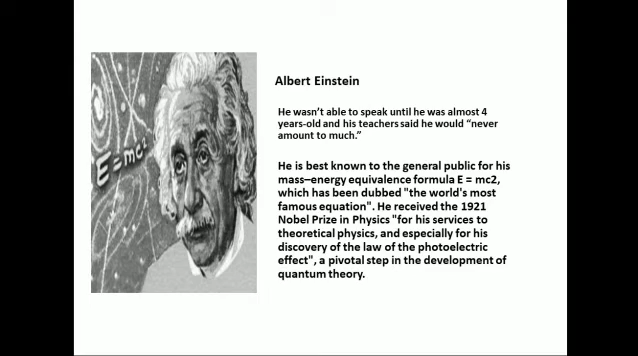 Albert Einstein
He wasn't able to speak until he was almost 4
years-old and his teachers said he would "never
amount to much."
He is best known to the general public for his
mass–energy equivalence formula E = mc2,
which has been dubbed "the world's most
famous equation". He received the 1921
Nobel Prize in Physics "for his services to
theoretical physics, and especially for his
discovery of the law of the photoelectric
effect", a pivotal step in the development of
quantum theory.
E=mc²